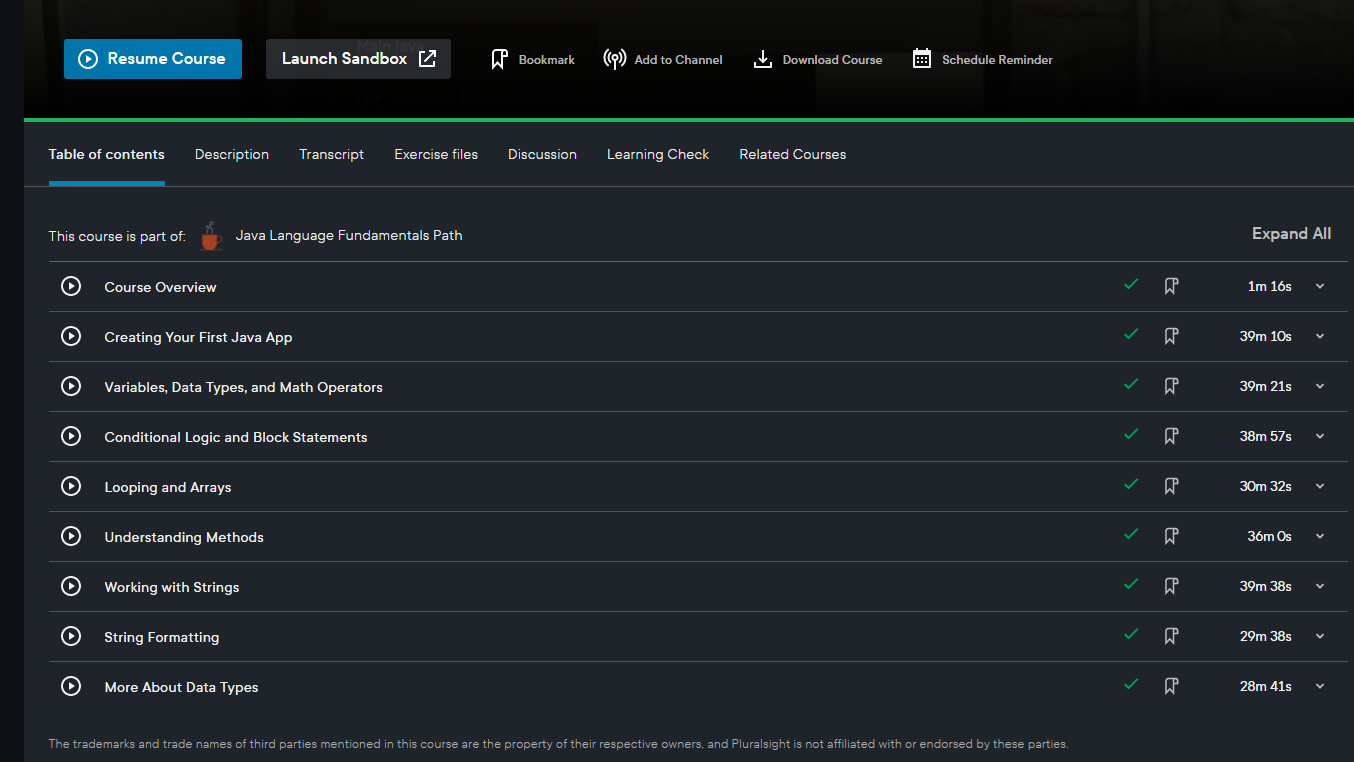 Resume Course
Launch Sandbox
Bookmark
Add to Channel
Download Course
Schedule Reminder
Table of contents
Description
Transcript
Exercise files
Discussion
Learning Check
Related Courses
This course is part of:
Java Language Fundamentals Path
Expand All
Course Overview 1m 16s
Creating Your First Java App 39m 10s
Variables, Data Types, and Math Operators 39m 21s
Conditional Logic and Block Statements 38m 57s
Looping and Arrays 30m 32s
Understanding Methods 36m 0s
Working with Strings 39m 38s
String Formatting 29m 38s
More About Data Types 28m 41s
The trademarks and trade names of third parties mentioned in this course are the property of their respective owners, and Pluralsight is not affiliated with or endorsed by these parties.